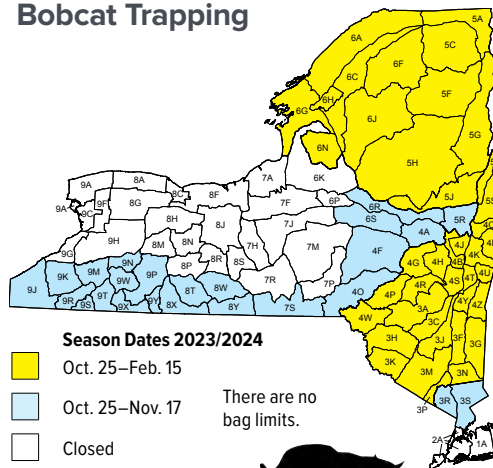 Bobcat Trapping
5A
6A
5C
6F
6C
5F
6H
6G
6J
5G
6N
5H
7A
6K
9A
8A
8C
8F
9A
9F
9C
8G
7F
6P
6R
5J
5S
8H
8J
7J
6S
4A
5R
9H
8M
8N
7H
7M
4F
9G
9N
8P
8R
8S
4G
4H
4B
4J
4K
9K
9M
9W
9P
7R
7P
4O
4P
4R
4S
4T
4U
9J
9R
9S
9T
9X
9Y
8X
8T
8W
8Y
7S
4W
3A
3C
4Y
4Z
3H
3J
3F
3G
3K
3M
3N
3P
3R
3S
2A
1A
Season Dates 2023/2024
Oct. 25–Feb. 15
Oct. 25–Nov. 17
Closed
There are no
bag limits.